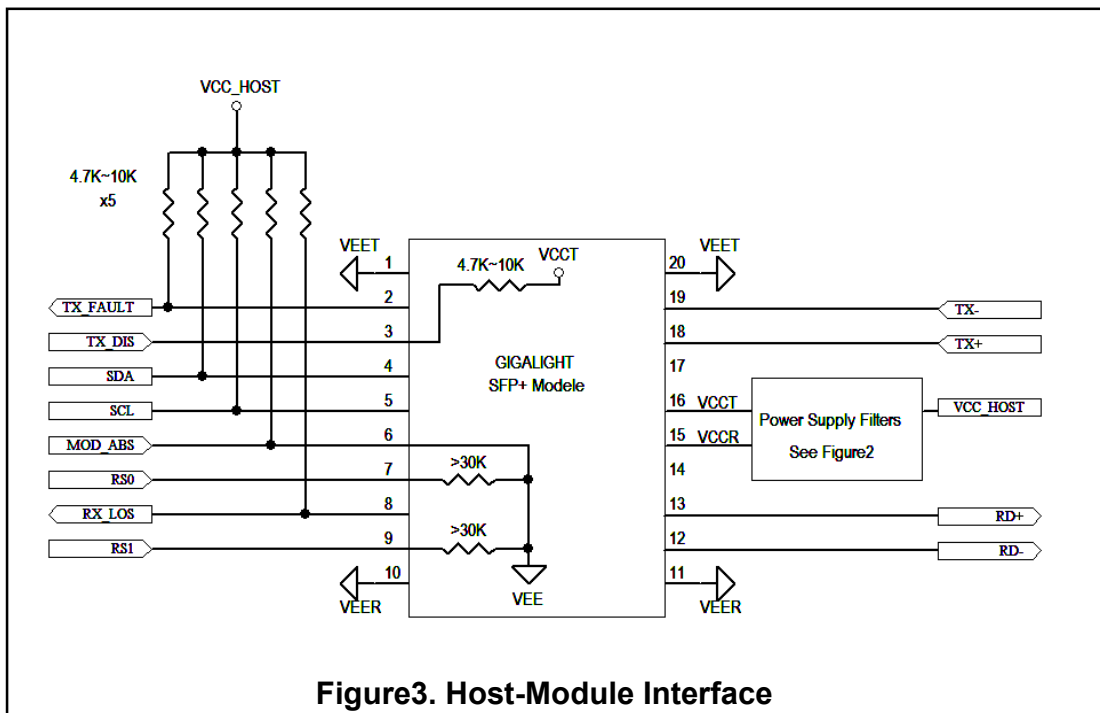 VCC_HOST
4.7K~10K
x5
VEET
1
4.7K~10K
VCCT
20
VEET
TX_FAULT
2
19
TX-
TX_DIS
3
18
TX+
SDA
4
GIGALIGHT
SFP+ Modele
17
SCL
5
16
VCCT
Power Supply Filters
See Figure2
VCC_HOST
MOD_ABS
6
15
VCCR
RS0
7
>30K
14
RX_LOS
8
13
RD+
RS1
9
>30K
12
RD-
10
VEER
VEE
11
VEER
Figure3. Host-Module Interface